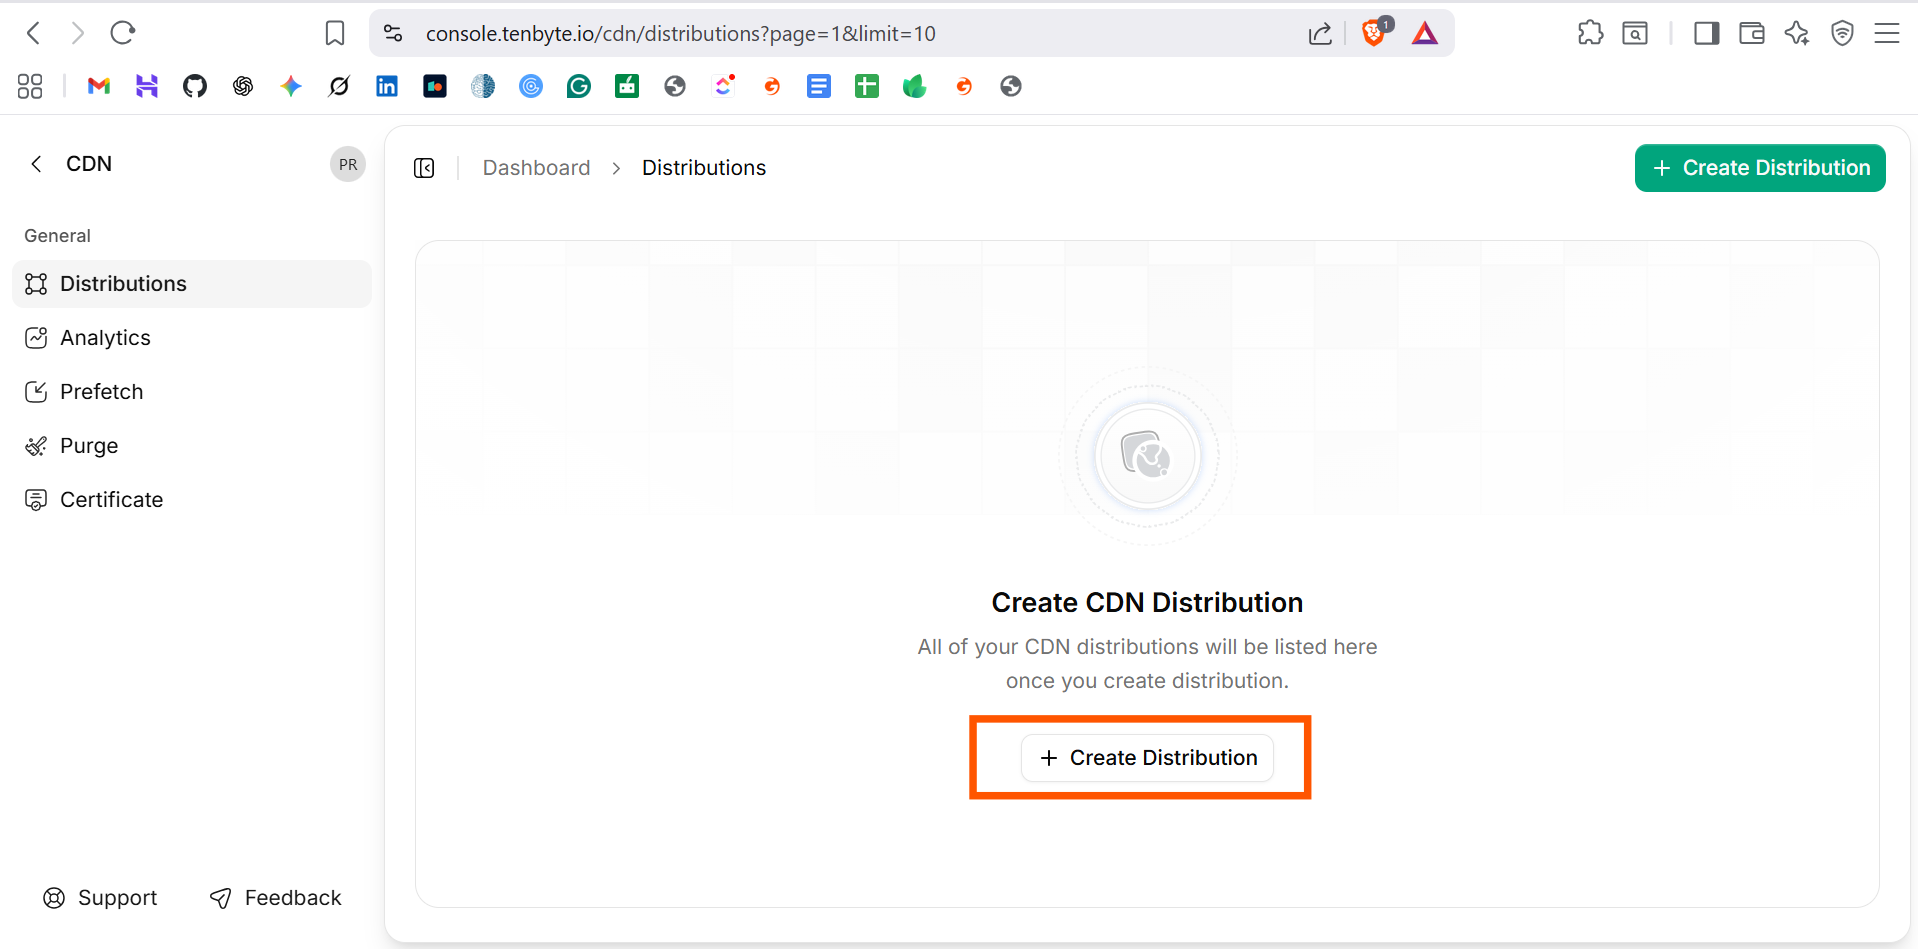 console.tenbyte.io/cdn/distributions?page=1&limit=10
1
CDN
PR
General
Distributions
Analytics
Prefetch
Purge
Certificate
Support
Feedback
Dashboard > Distributions
+ Create Distribution
Create CDN Distribution
All of your CDN distributions will be listed here
once you create distribution.
+ Create Distribution